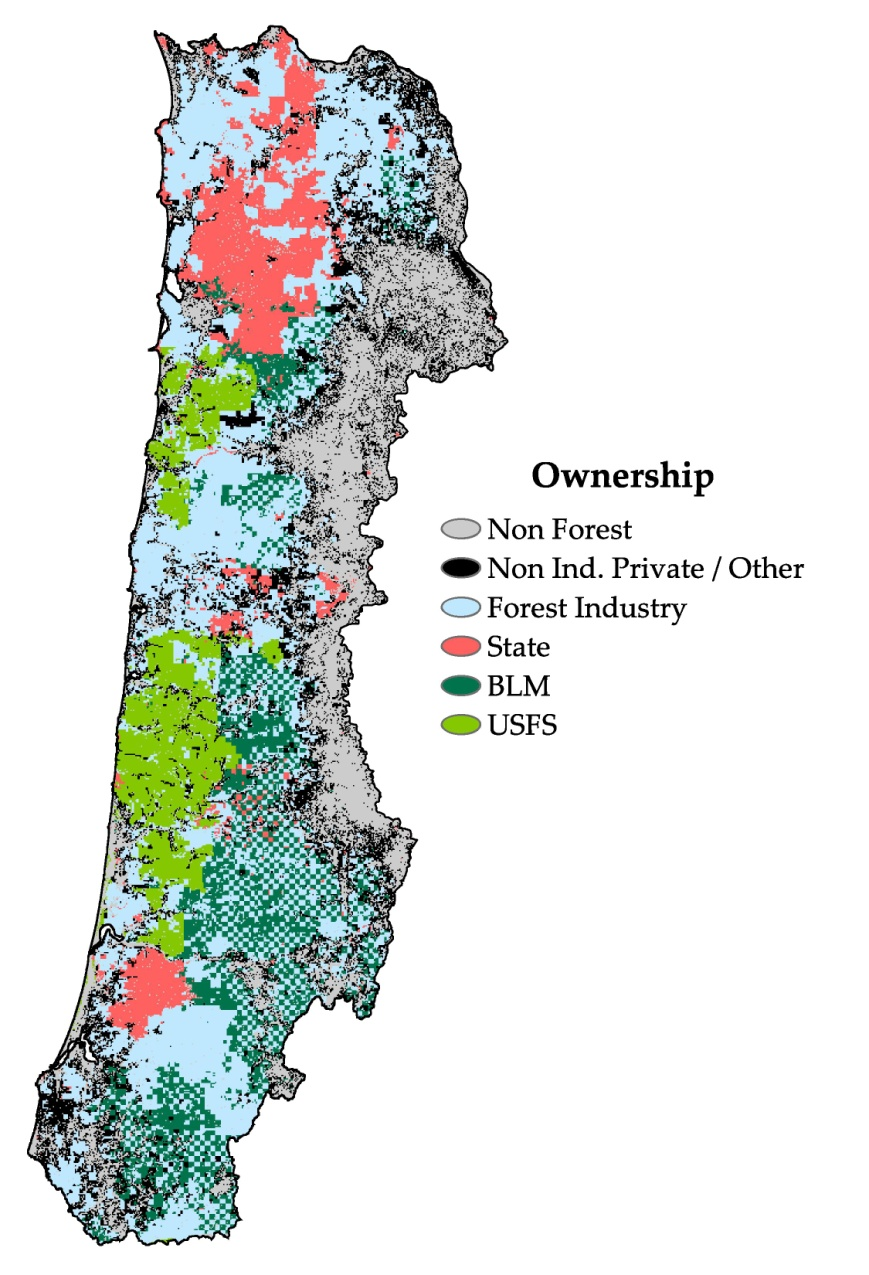 Ownership
Non Forest
Non Ind. Private / Other
Forest Industry
State
BLM
USFS